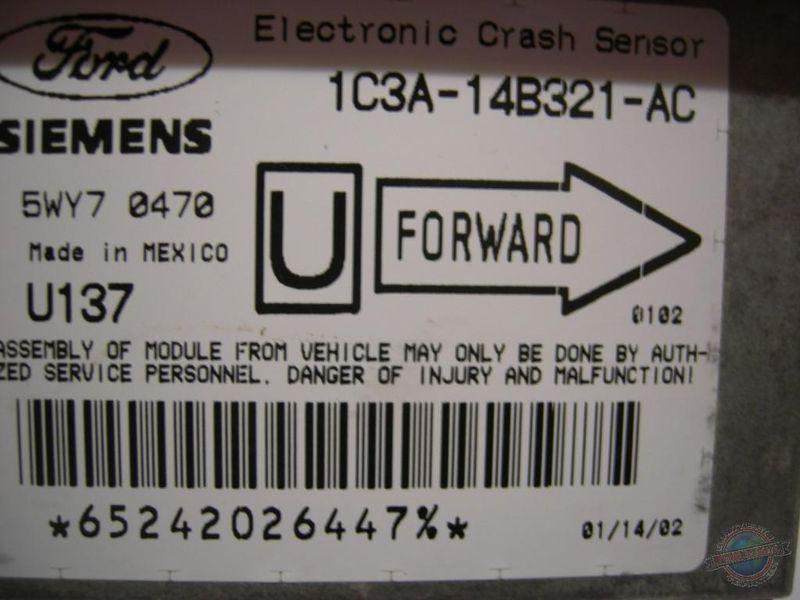 Ford
Electronic Crash Sensor
1C3A-14B321-AC
SIEMENS
5WY7 0470
Made in MEXICO
U137
U
FORWARD
0102
ASSEMBLY OF MODULE FROM VEHICLE MAY ONLY BE DONE BY AUTH-
ZED SERVICE PERSONNEL. DANGER OF INJURY AND MALFUNCTION!
*65242026447%*
01/14/02